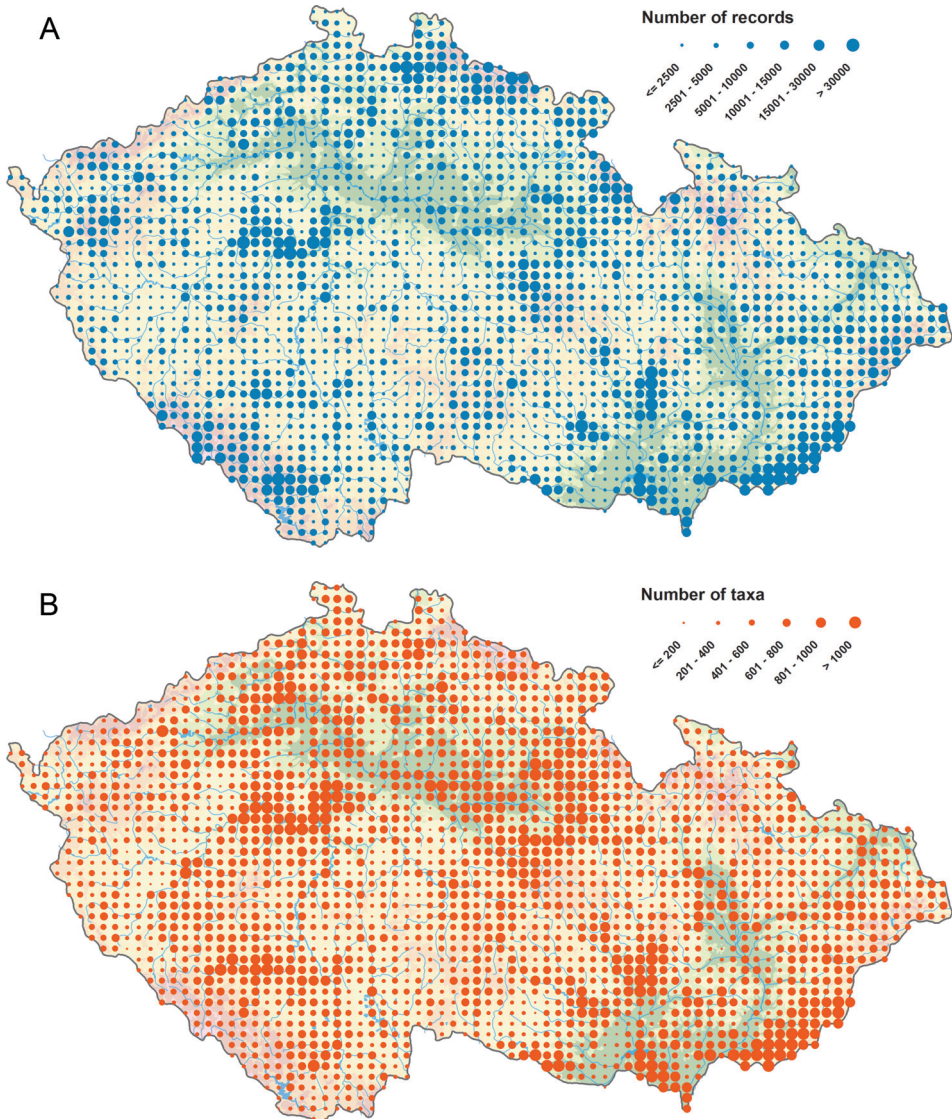 A
Number of records
<= 2500
2501 - 5000
5001 - 10000
10001 - 15000
15001 - 30000
> 30000
B
Number of taxa
<= 200
201 - 400
401 - 600
601 - 800
801 - 1000
> 1000